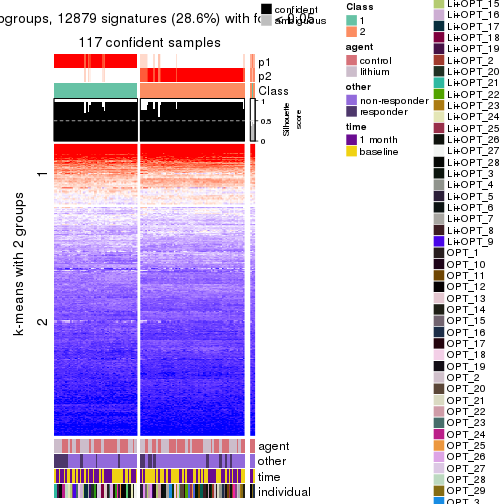 ogroups, 12879 signatures (28.6%) with fdr < 0.05
117 confident samples
confident
ambiguous
p1
p2
Class
1
0.5
0
Silhouette
score
k-means with 2 groups
1
2
agent
other
time
individual
Class
1
2
agent
control
lithium
other
non-responder
responder
time
1 month
baseline
Li+OPT_15
Li+OPT_16
Li+OPT_17
Li+OPT_18
Li+OPT_19
Li+OPT_2
Li+OPT_20
Li+OPT_21
Li+OPT_22
Li+OPT_23
Li+OPT_24
Li+OPT_25
Li+OPT_26
Li+OPT_27
Li+OPT_28
Li+OPT_3
Li+OPT_4
Li+OPT_5
Li+OPT_6
Li+OPT_7
Li+OPT_8
Li+OPT_9
OPT_1
OPT_10
OPT_11
OPT_12
OPT_13
OPT_14
OPT_15
OPT_16
OPT_17
OPT_18
OPT_19
OPT_2
OPT_20
OPT_21
OPT_22
OPT_23
OPT_24
OPT_25
OPT_26
OPT_27
OPT_28
OPT_29
OPT_3